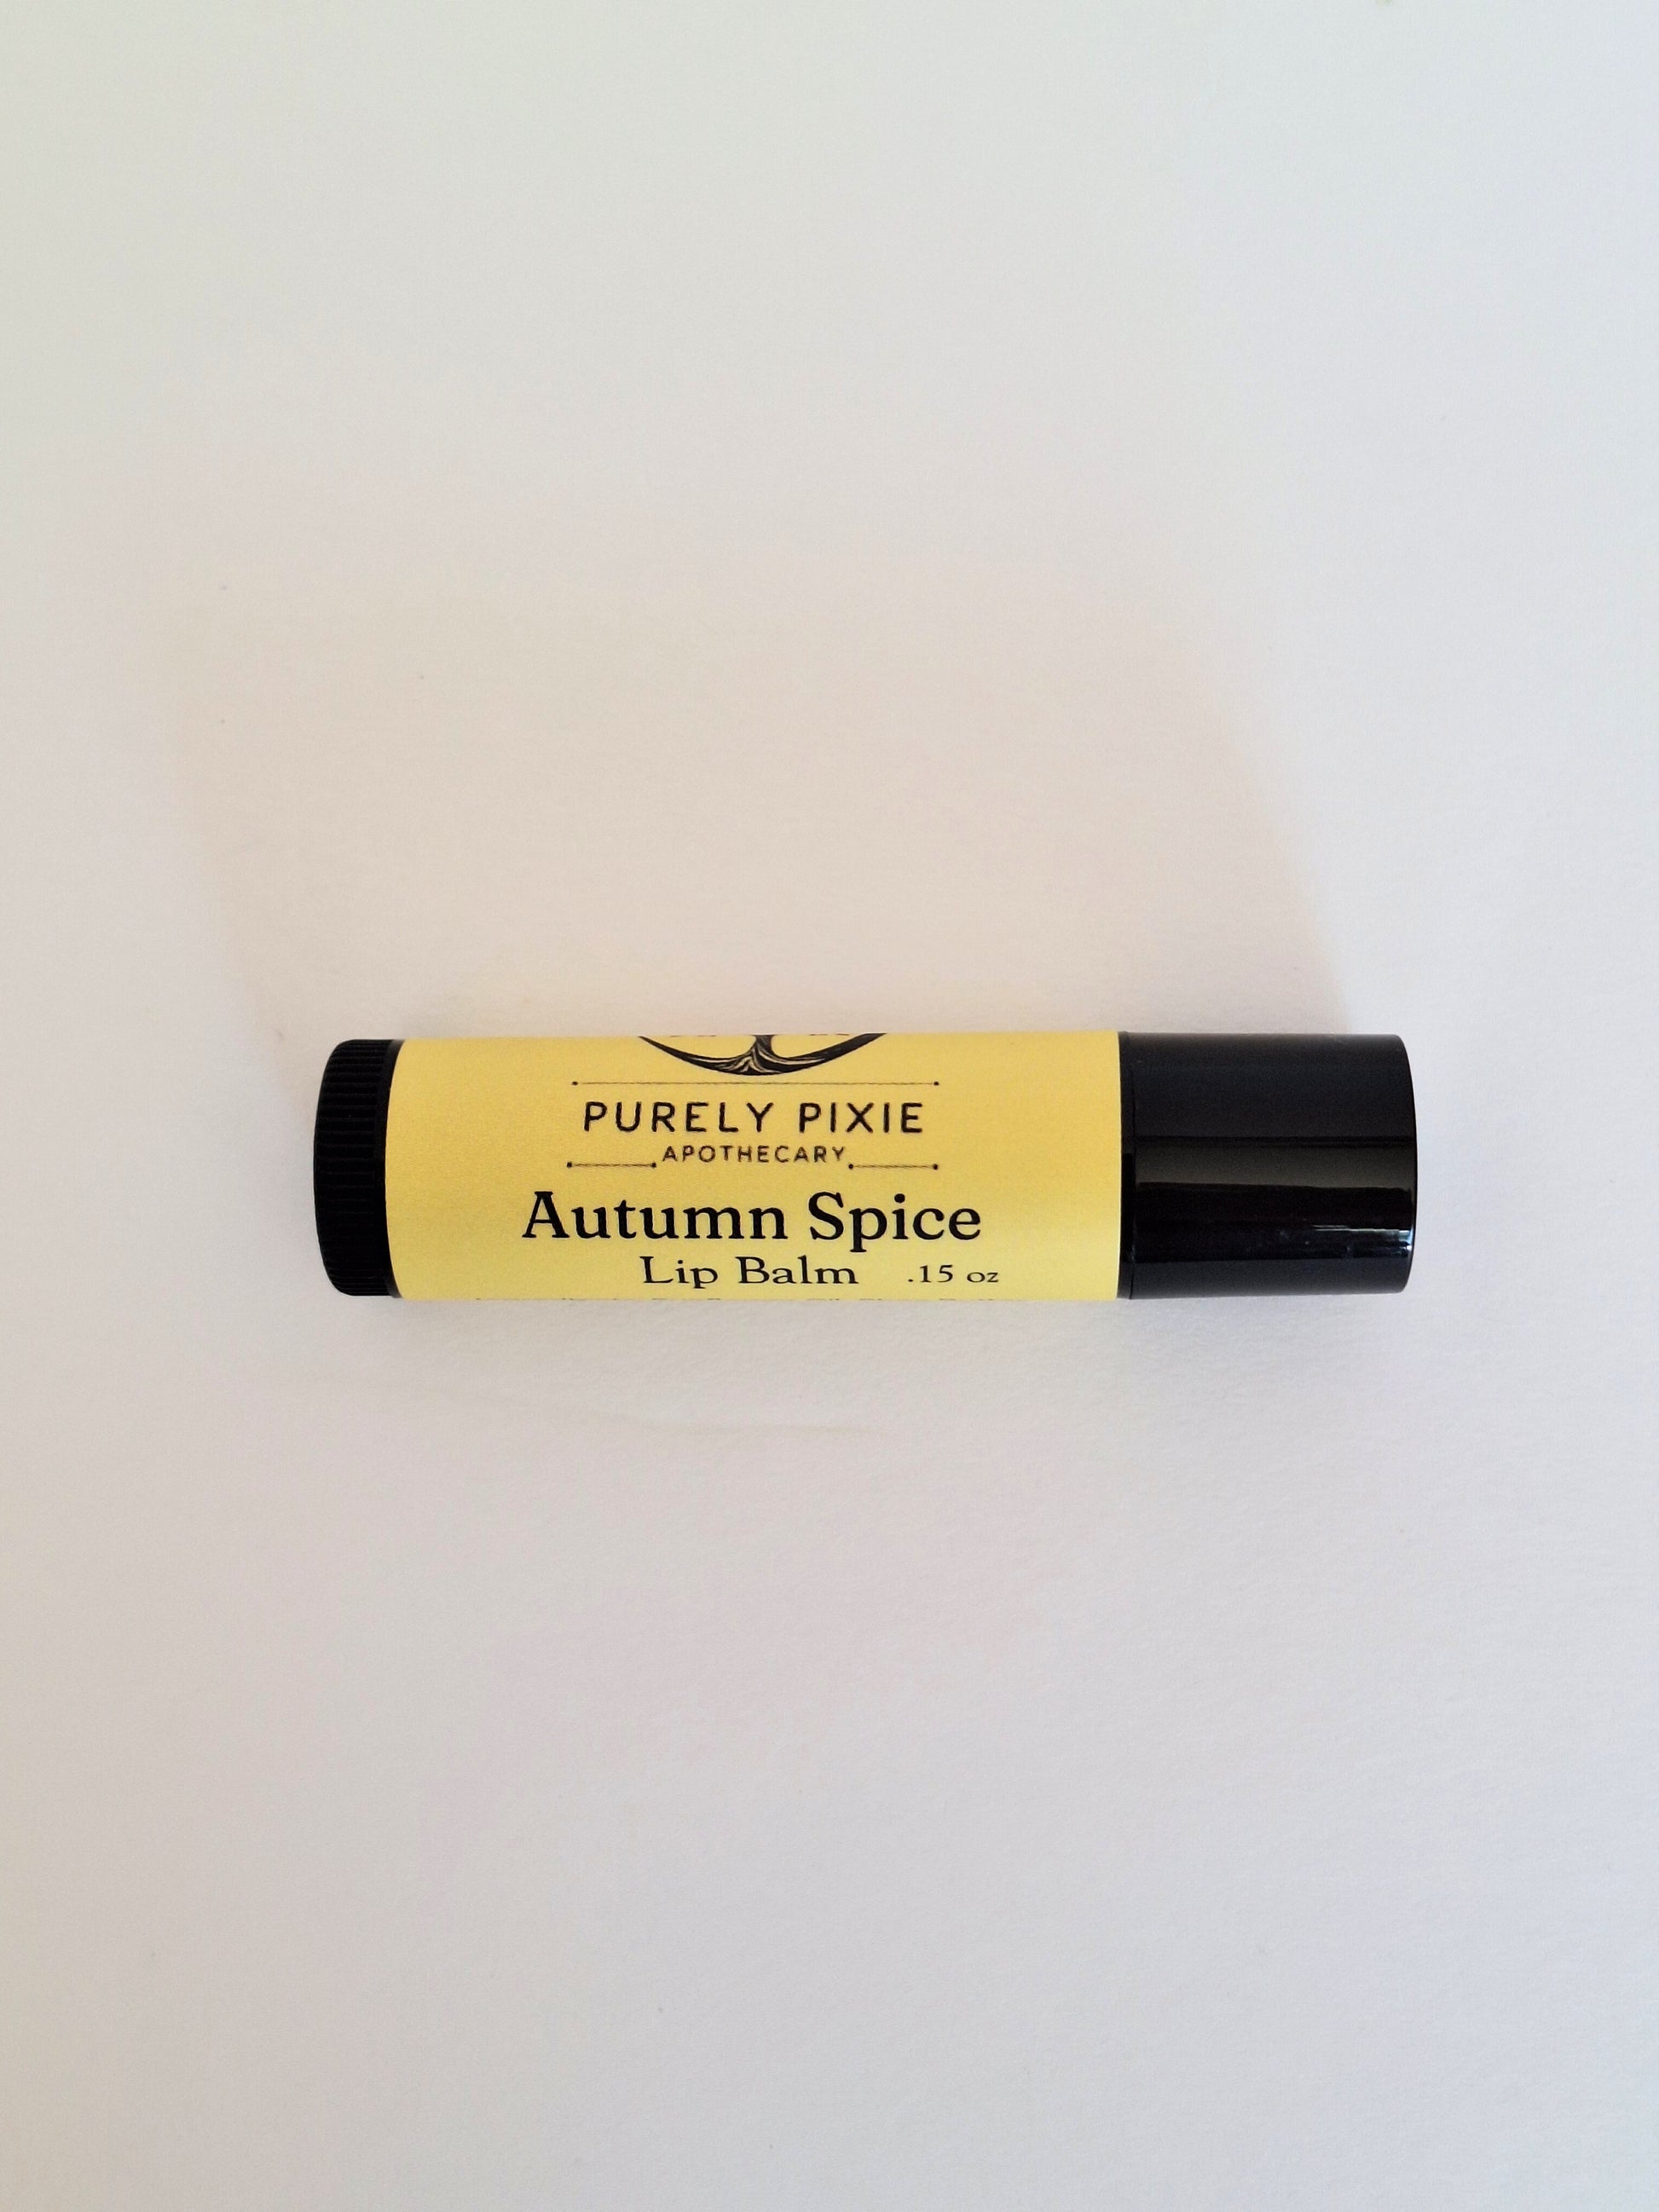 PURELY PIXIE
APOTHECARY
Autumn Spice
Lip Balm .15 oz